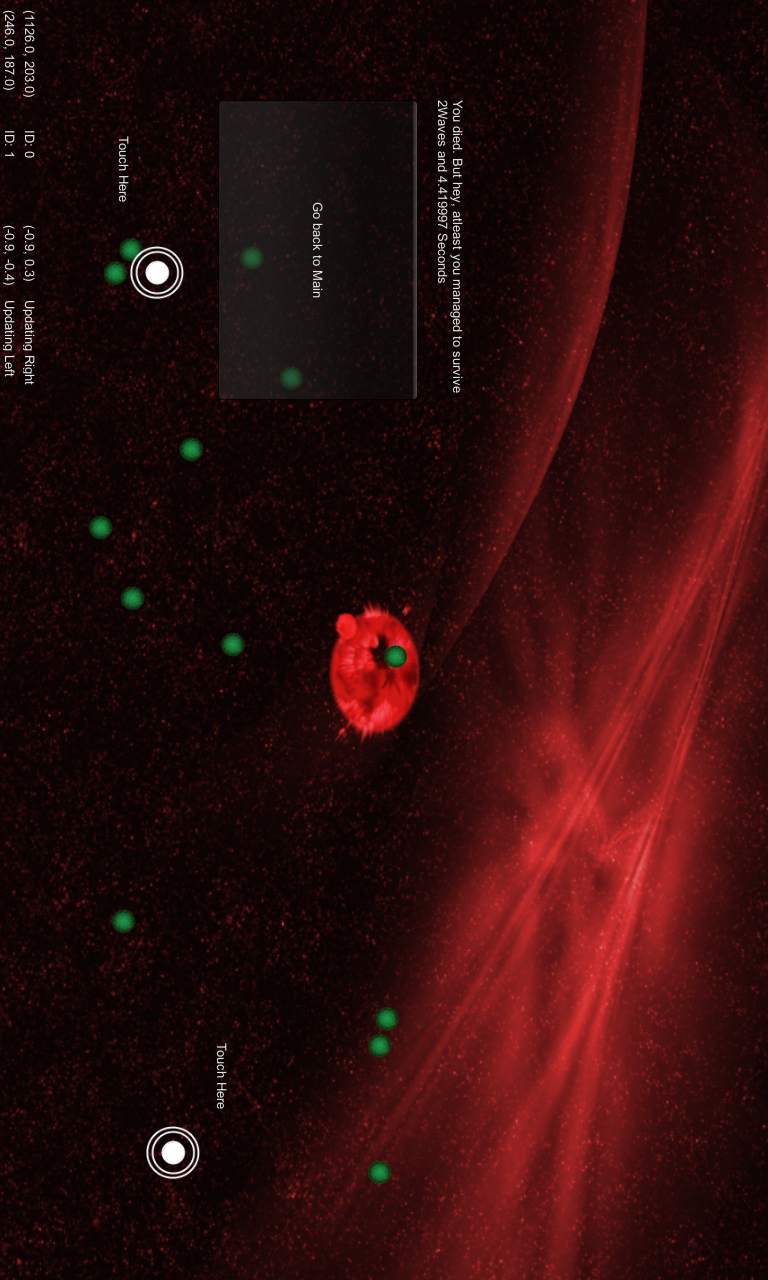 You died. But hey, atleast you managed to survive
2Waves and 4.419997 Seconds
Go back to Main
Touch Here
Touch Here
(1126.0, 203.0) ID: 0 (-0.9, 0.3) Updating Right
(246.0, 187.0) ID: 1 (-0.9, -0.4) Updating Left